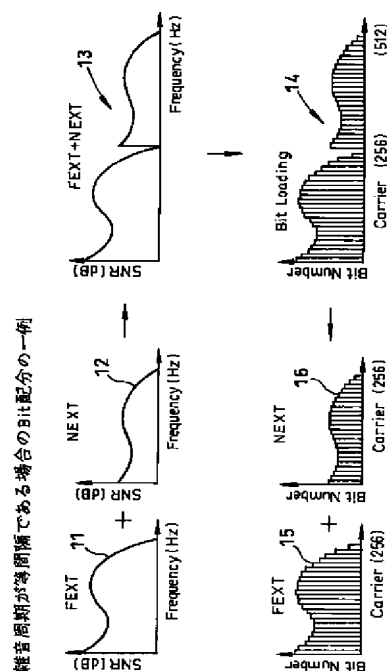 雑音周期が等間隔である場合のBit配分の一例
FEXT
SNR(dB)
11
Frequency(Hz)
+
NEXT
SNR(dB)
12
Frequency(Hz)
FEXT+NEXT
SNR(dB)
13
Frequency(Hz)
FEXT
Bit Number
15
Carrier (256)
+
NEXT
Bit Number
16
Carrier (256)
Bit Loading
Bit Number
14
Carrier (256) (512)